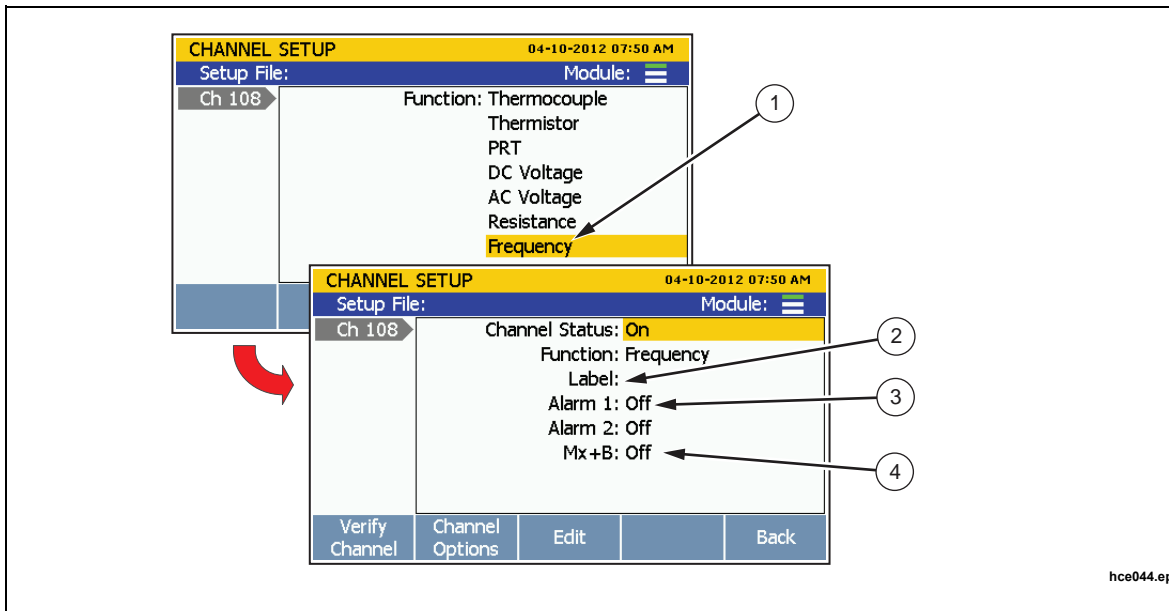 CHANNEL SETUP 04-10-2012 07:50 AM
Setup File: Module:
Ch 108
Function: Thermocouple
Thermistor
PRT
DC Voltage
AC Voltage
Resistance
Frequency
1
CHANNEL SETUP 04-10-2012 07:50 AM
Setup File: Module:
Ch 108
Channel Status: On
Function: Frequency
Label:
Alarm 1: Off
Alarm 2: Off
Mx+B: Off
2
3
4
Verify Channel
Channel Options
Edit
Back
hce044.ep